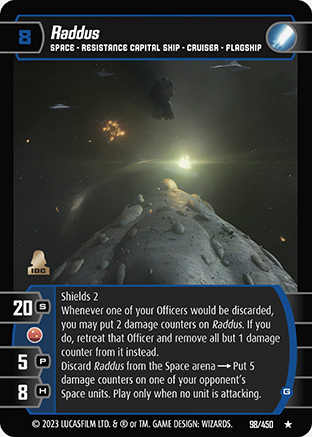 8
Raddus
SPACE - RESISTANCE CAPITAL SHIP - CRUISER - FLAGSHIP
IDC
20 S
5 P
8 H
Shields 2
Whenever one of your Officers would be discarded,
you may put 2 damage counters on Raddus. If you
do, retreat that Officer and remove all but 1 damage
counter from it instead.
Discard Raddus from the Space arena → Put 5
damage counters on one of your opponent's
Space units. Play only when no unit is attacking.
G
© 2023 LUCASFILM LTD. & ® or TM. GAME DESIGN: WIZARDS.
98/450 ★